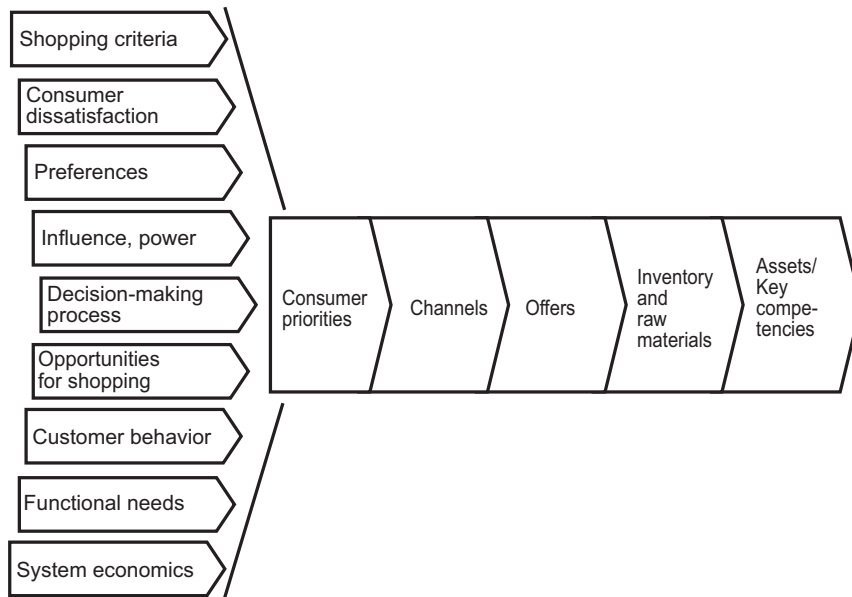 Shopping criteria
Consumer
dissatisfaction
Preferences
Influence, power
Decision-making
process
Opportunities
for shopping
Customer behavior
Functional needs
System economics
Consumer
priorities
Channels
Offers
Inventory
and
raw
materials
Assets/
Key
compe-
tencies